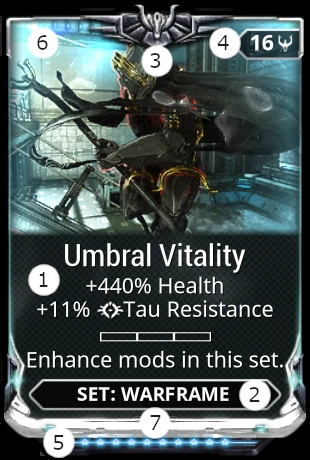 6
3
4
16
Umbral Vitality
1
+440% Health
+11% Tau Resistance
Enhance mods in this set.
SET: WARFRAME
2
7
5